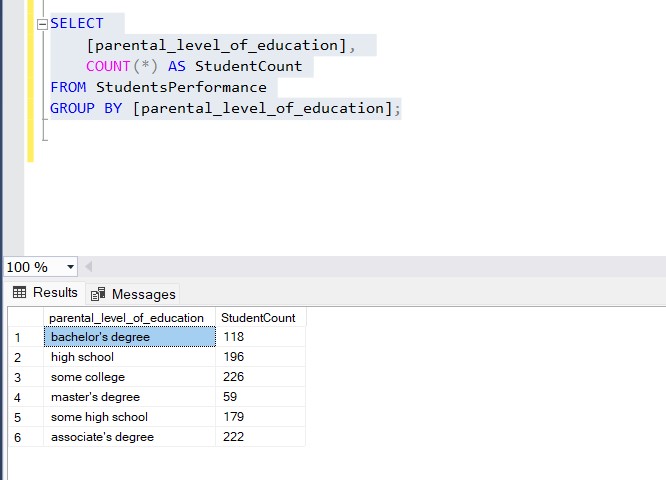 SELECT
[parental_level_of_education],
COUNT(*) AS StudentCount
FROM StudentsPerformance
GROUP BY [parental_level_of_education];
100 %
Results Messages
parental_level_of_education StudentCount
1 bachelor's degree 118
2 high school 196
3 some college 226
4 master's degree 59
5 some high school 179
6 associate's degree 222